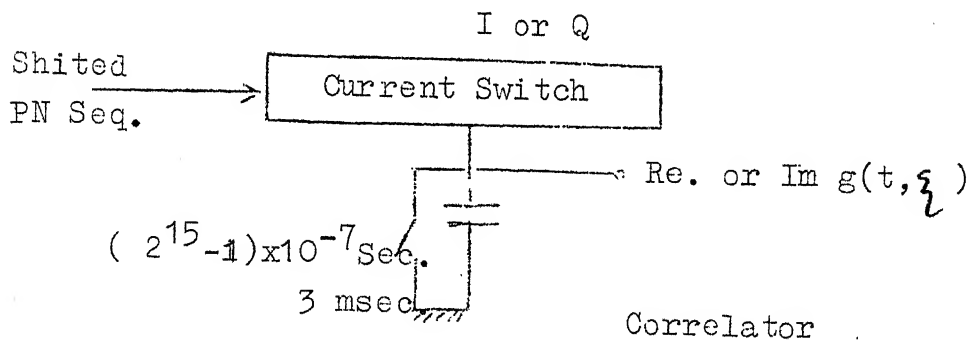 I or Q
Shited
PN Seq.
Current Switch
Re. or Im g(t,ξ)
( 2^15-1)x10^-7Sec.
3 msec
Correlator